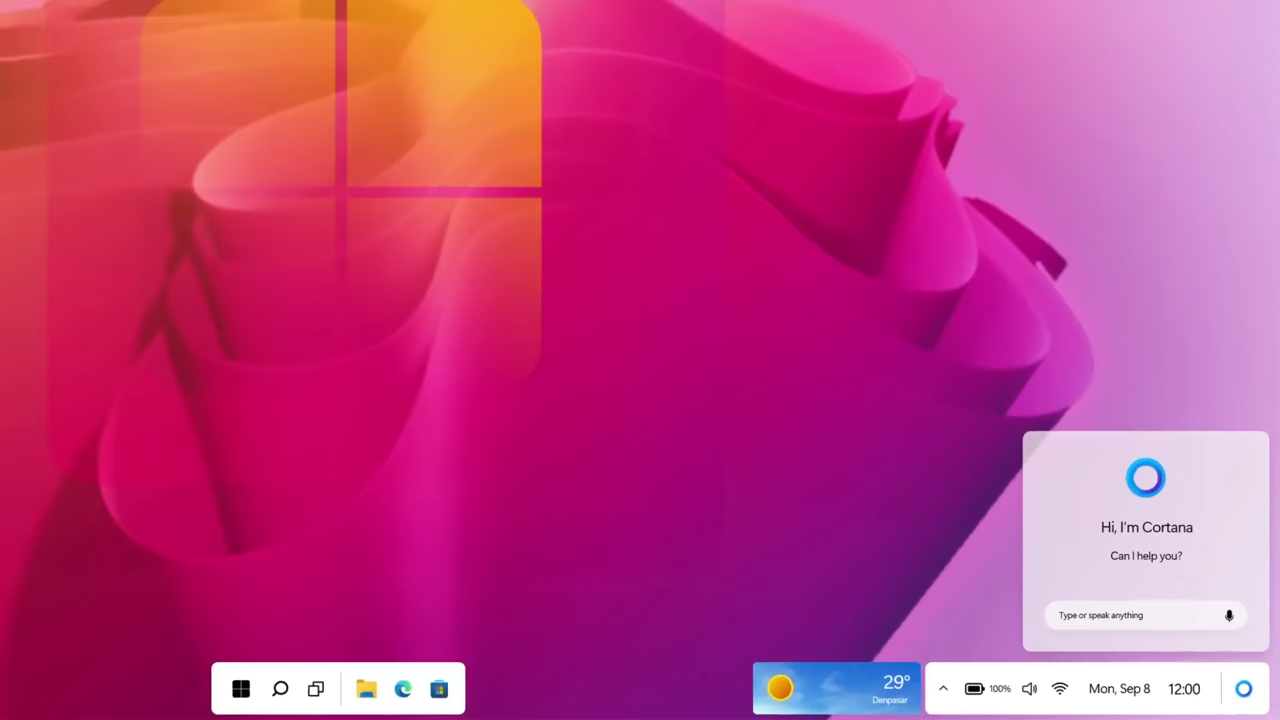 Hi, I'm Cortana
Can I help you?
Type or speak anything
29°
Denpasar
100%
Mon, Sep 8
12:00